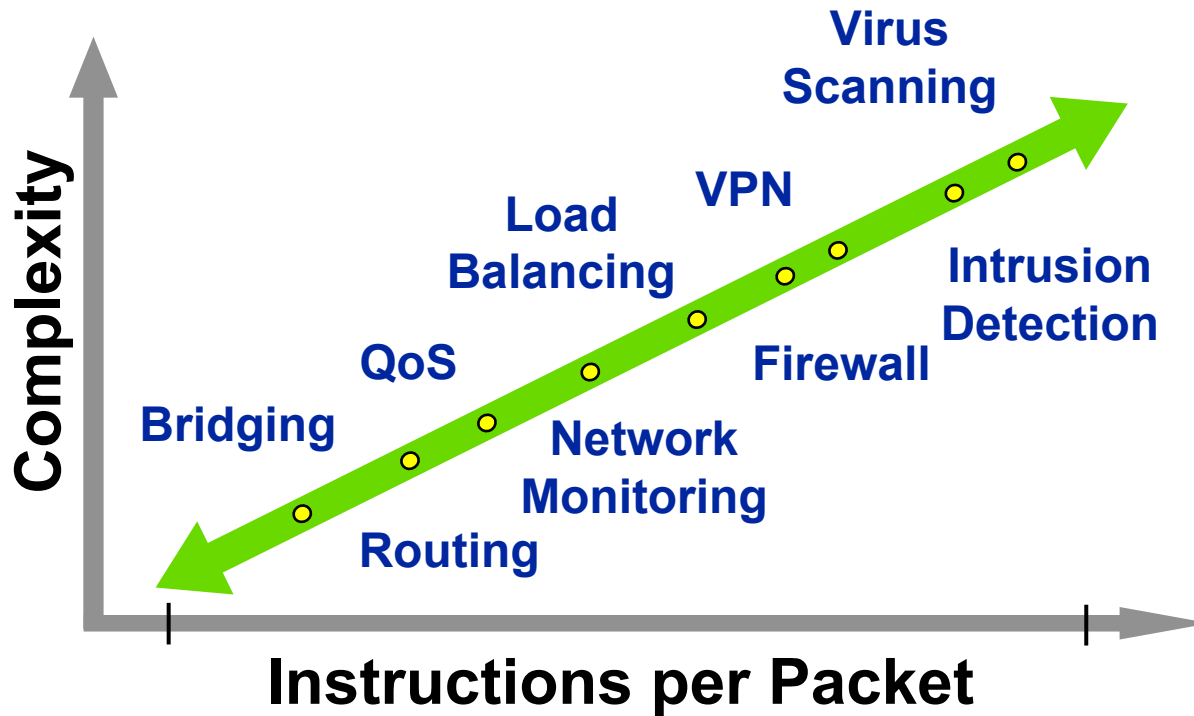 Virus
Scanning
VPN
Load
Balancing
Intrusion
Detection
QoS
Firewall
Bridging
Network
Monitoring
Routing
Complexity
Instructions per Packet